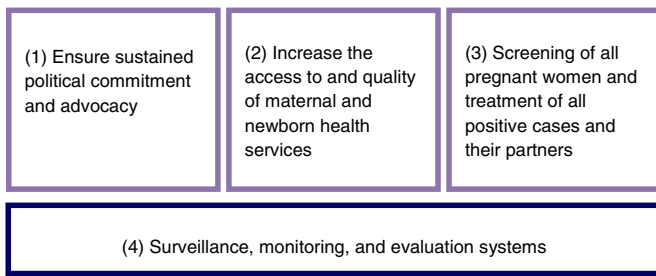 (1) Ensure sustained
political commitment
and advocacy
(2) Increase the
access to and quality
of maternal and
newborn health
services
(3) Screening of all
pregnant women and
treatment of all
positive cases and
their partners
(4) Surveillance, monitoring, and evaluation systems